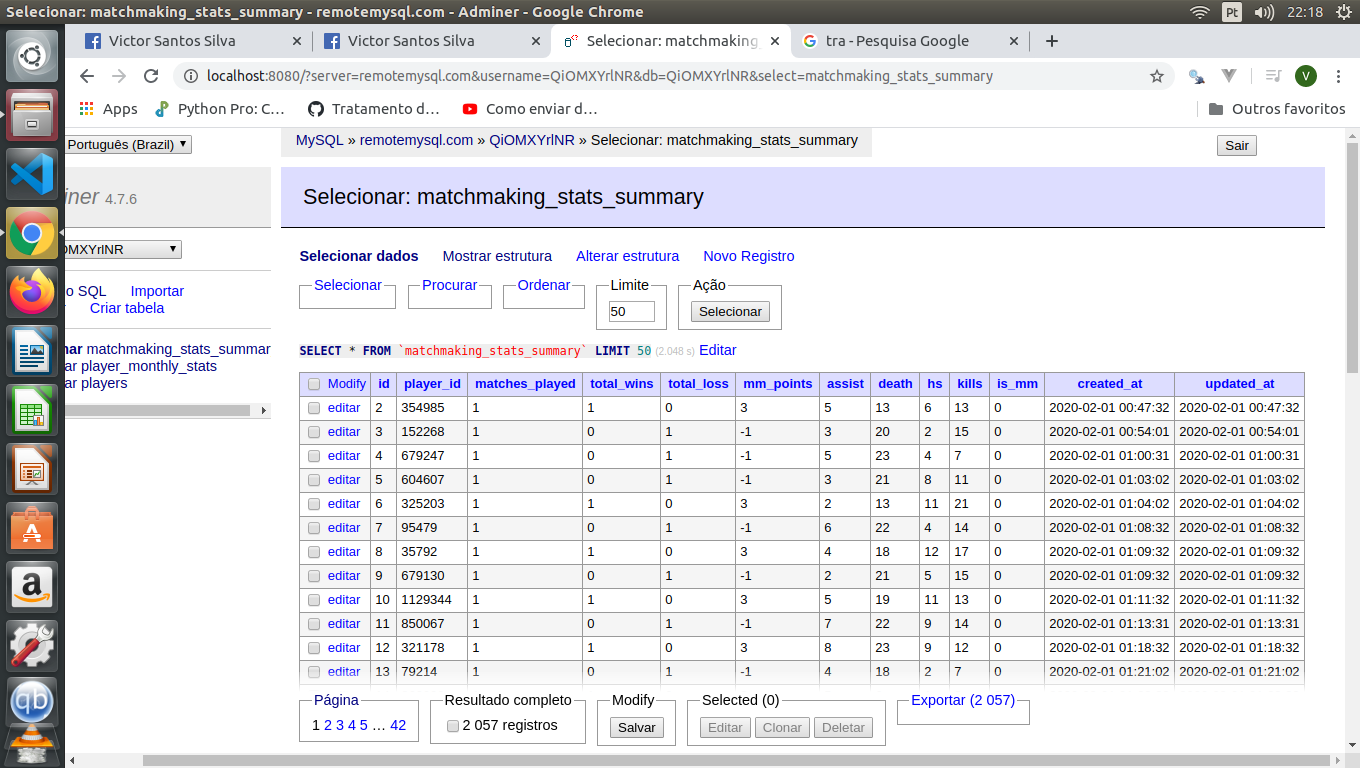 Selecionar: matchmaking_stats_summary - remotemysql.com - Adminer - Google Chrome Pt 22:18
Victor Santos Silva Victor Santos Silva Selecionar: matchmaking_ tra - Pesquisa Google
localhost:8080/?server=remotemysql.com&username=QiOMXYrlNR&db=QiOMXYrlNR&select=matchmaking_stats_summary V
Apps Python Pro: C… Tratamento d… Como enviar d… Outros favoritos
Português (Brazil) MySQL » remotemysql.com » QiOMXYrlNR » Selecionar: matchmaking_stats_summary Sair
iner 4.7.6 Selecionar: matchmaking_stats_summary
OMXYrlNR Selecionar dados Mostrar estrutura Alterar estrutura Novo Registro
o SQL Importar
Criar tabela
Selecionar Procurar Ordenar Limite Ação
50 Selecionar
nar matchmaking_stats_summar
ar player_monthly_stats
ar players
SELECT * FROM `matchmaking_stats_summary` LIMIT 50 (2.048 s) Editar
Modify id player_id matches_played total_wins total_loss mm_points assist death hs kills is_mm created_at updated_at
editar 2 354985 1 1 0 3 5 13 6 13 0 2020-02-01 00:47:32 2020-02-01 00:47:32
editar 3 152268 1 0 1 -1 3 20 2 15 0 2020-02-01 00:54:01 2020-02-01 00:54:01
editar 4 679247 1 0 1 -1 5 23 4 7 0 2020-02-01 01:00:31 2020-02-01 01:00:31
editar 5 604607 1 0 1 -1 3 21 8 11 0 2020-02-01 01:03:02 2020-02-01 01:03:02
editar 6 325203 1 1 0 3 2 13 11 21 0 2020-02-01 01:04:02 2020-02-01 01:04:02
editar 7 95479 1 0 1 -1 6 22 4 14 0 2020-02-01 01:08:32 2020-02-01 01:08:32
editar 8 35792 1 1 0 3 4 18 12 17 0 2020-02-01 01:09:32 2020-02-01 01:09:32
editar 9 679130 1 0 1 -1 2 21 5 15 0 2020-02-01 01:09:32 2020-02-01 01:09:32
editar 10 1129344 1 1 0 3 5 19 11 13 0 2020-02-01 01:11:32 2020-02-01 01:11:32
editar 11 850067 1 0 1 -1 7 22 9 14 0 2020-02-01 01:13:31 2020-02-01 01:13:31
editar 12 321178 1 1 0 3 8 23 9 12 0 2020-02-01 01:18:32 2020-02-01 01:18:32
editar 13 79214 1 0 1 -1 4 18 2 7 0 2020-02-01 01:21:02 2020-02-01 01:21:02
Página Resultado completo Modify Selected (0) Exportar (2 057)
1 2 3 4 5 … 42 2 057 registros Salvar Editar Clonar Deletar